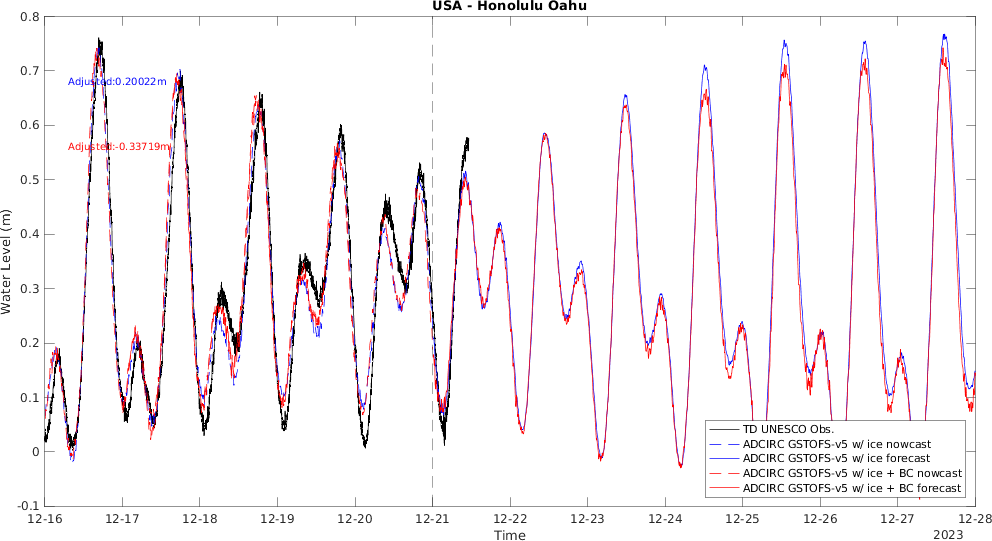 USA - Honolulu Oahu
0.8
0.7
0.6
0.5
0.4
0.3
0.2
0.1
0
-0.1
Water Level (m)
Adjusted:0.20022m
Adjusted:-0.33719m
TD UNESCO Obs.
ADCIRC GSTOFS-v5 w/ ice nowcast
ADCIRC GSTOFS-v5 w/ ice forecast
ADCIRC GSTOFS-v5 w/ ice + BC nowcast
ADCIRC GSTOFS-v5 w/ ice + BC forecast
12-16 12-17 12-18 12-19 12-20 12-21 12-22 12-23 12-24 12-25 12-26 12-27 12-28
Time
2023